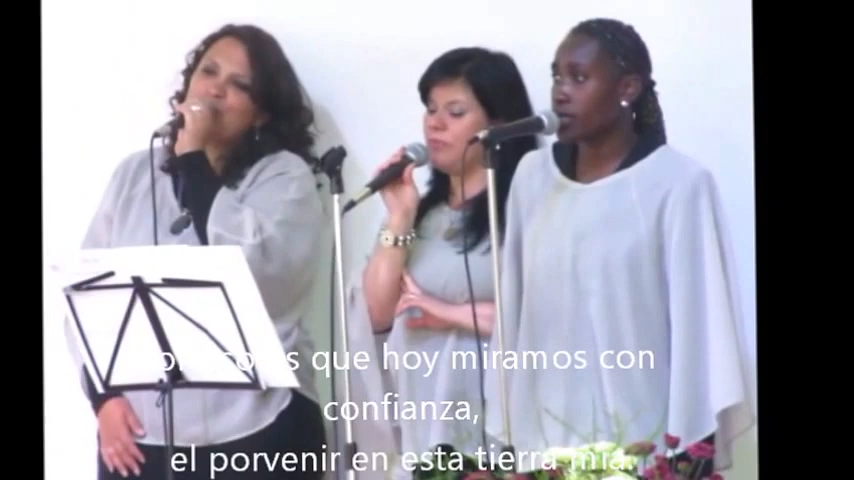 que hoy miramos con
confianza,
el porvenir en esta tierra mía.